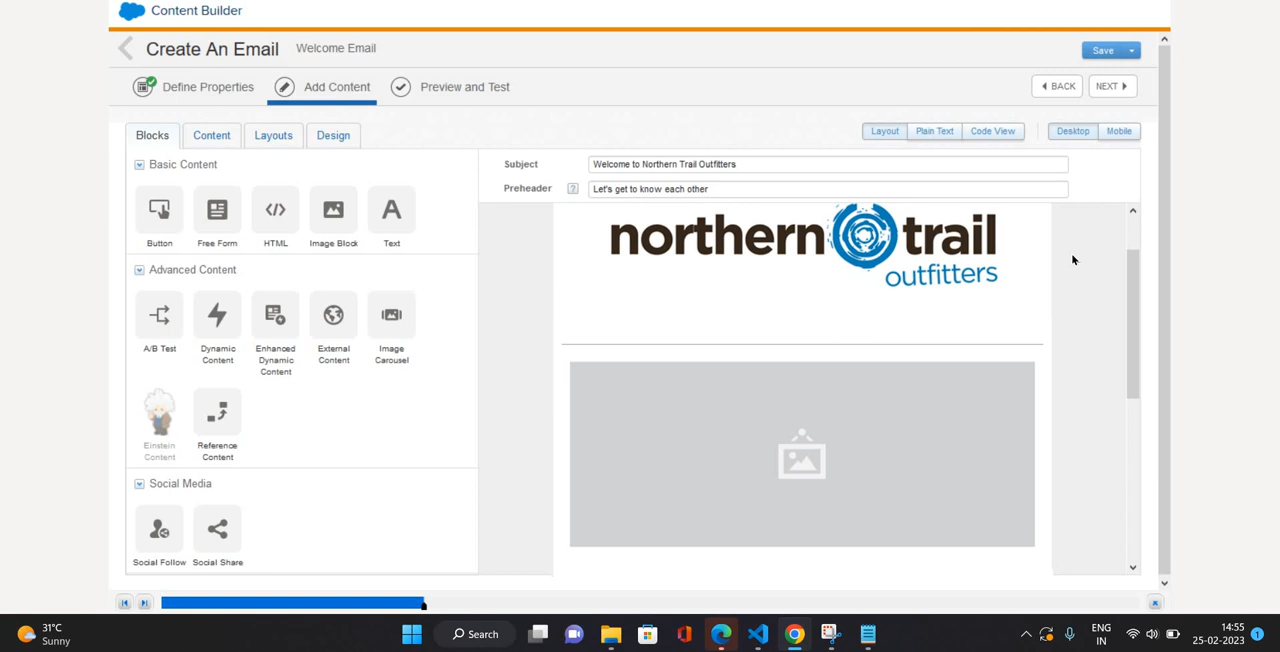 Content Builder
Create An Email
Welcome Email
Save
Define Properties
Add Content
Preview and Test
BACK
NEXT
Blocks
Content
Layouts
Design
Layout
Plain Text
Code View
Desktop
Mobile
Basic Content
Subject
Welcome to Northern Trail Outfitters
Preheader
?
Let's get to know each other
Button
Free Form
HTML
Image Block
Text
northern trail
outfitters
Advanced Content
A/B Test
Dynamic
Content
Enhanced
Dynamic
Content
External
Content
Image
Carousel
Einstein
Content
Reference
Content
Social Media
Social Follow
Social Share
31°C
Sunny
Search
ENG
IN
14:55
25-02-2023
1